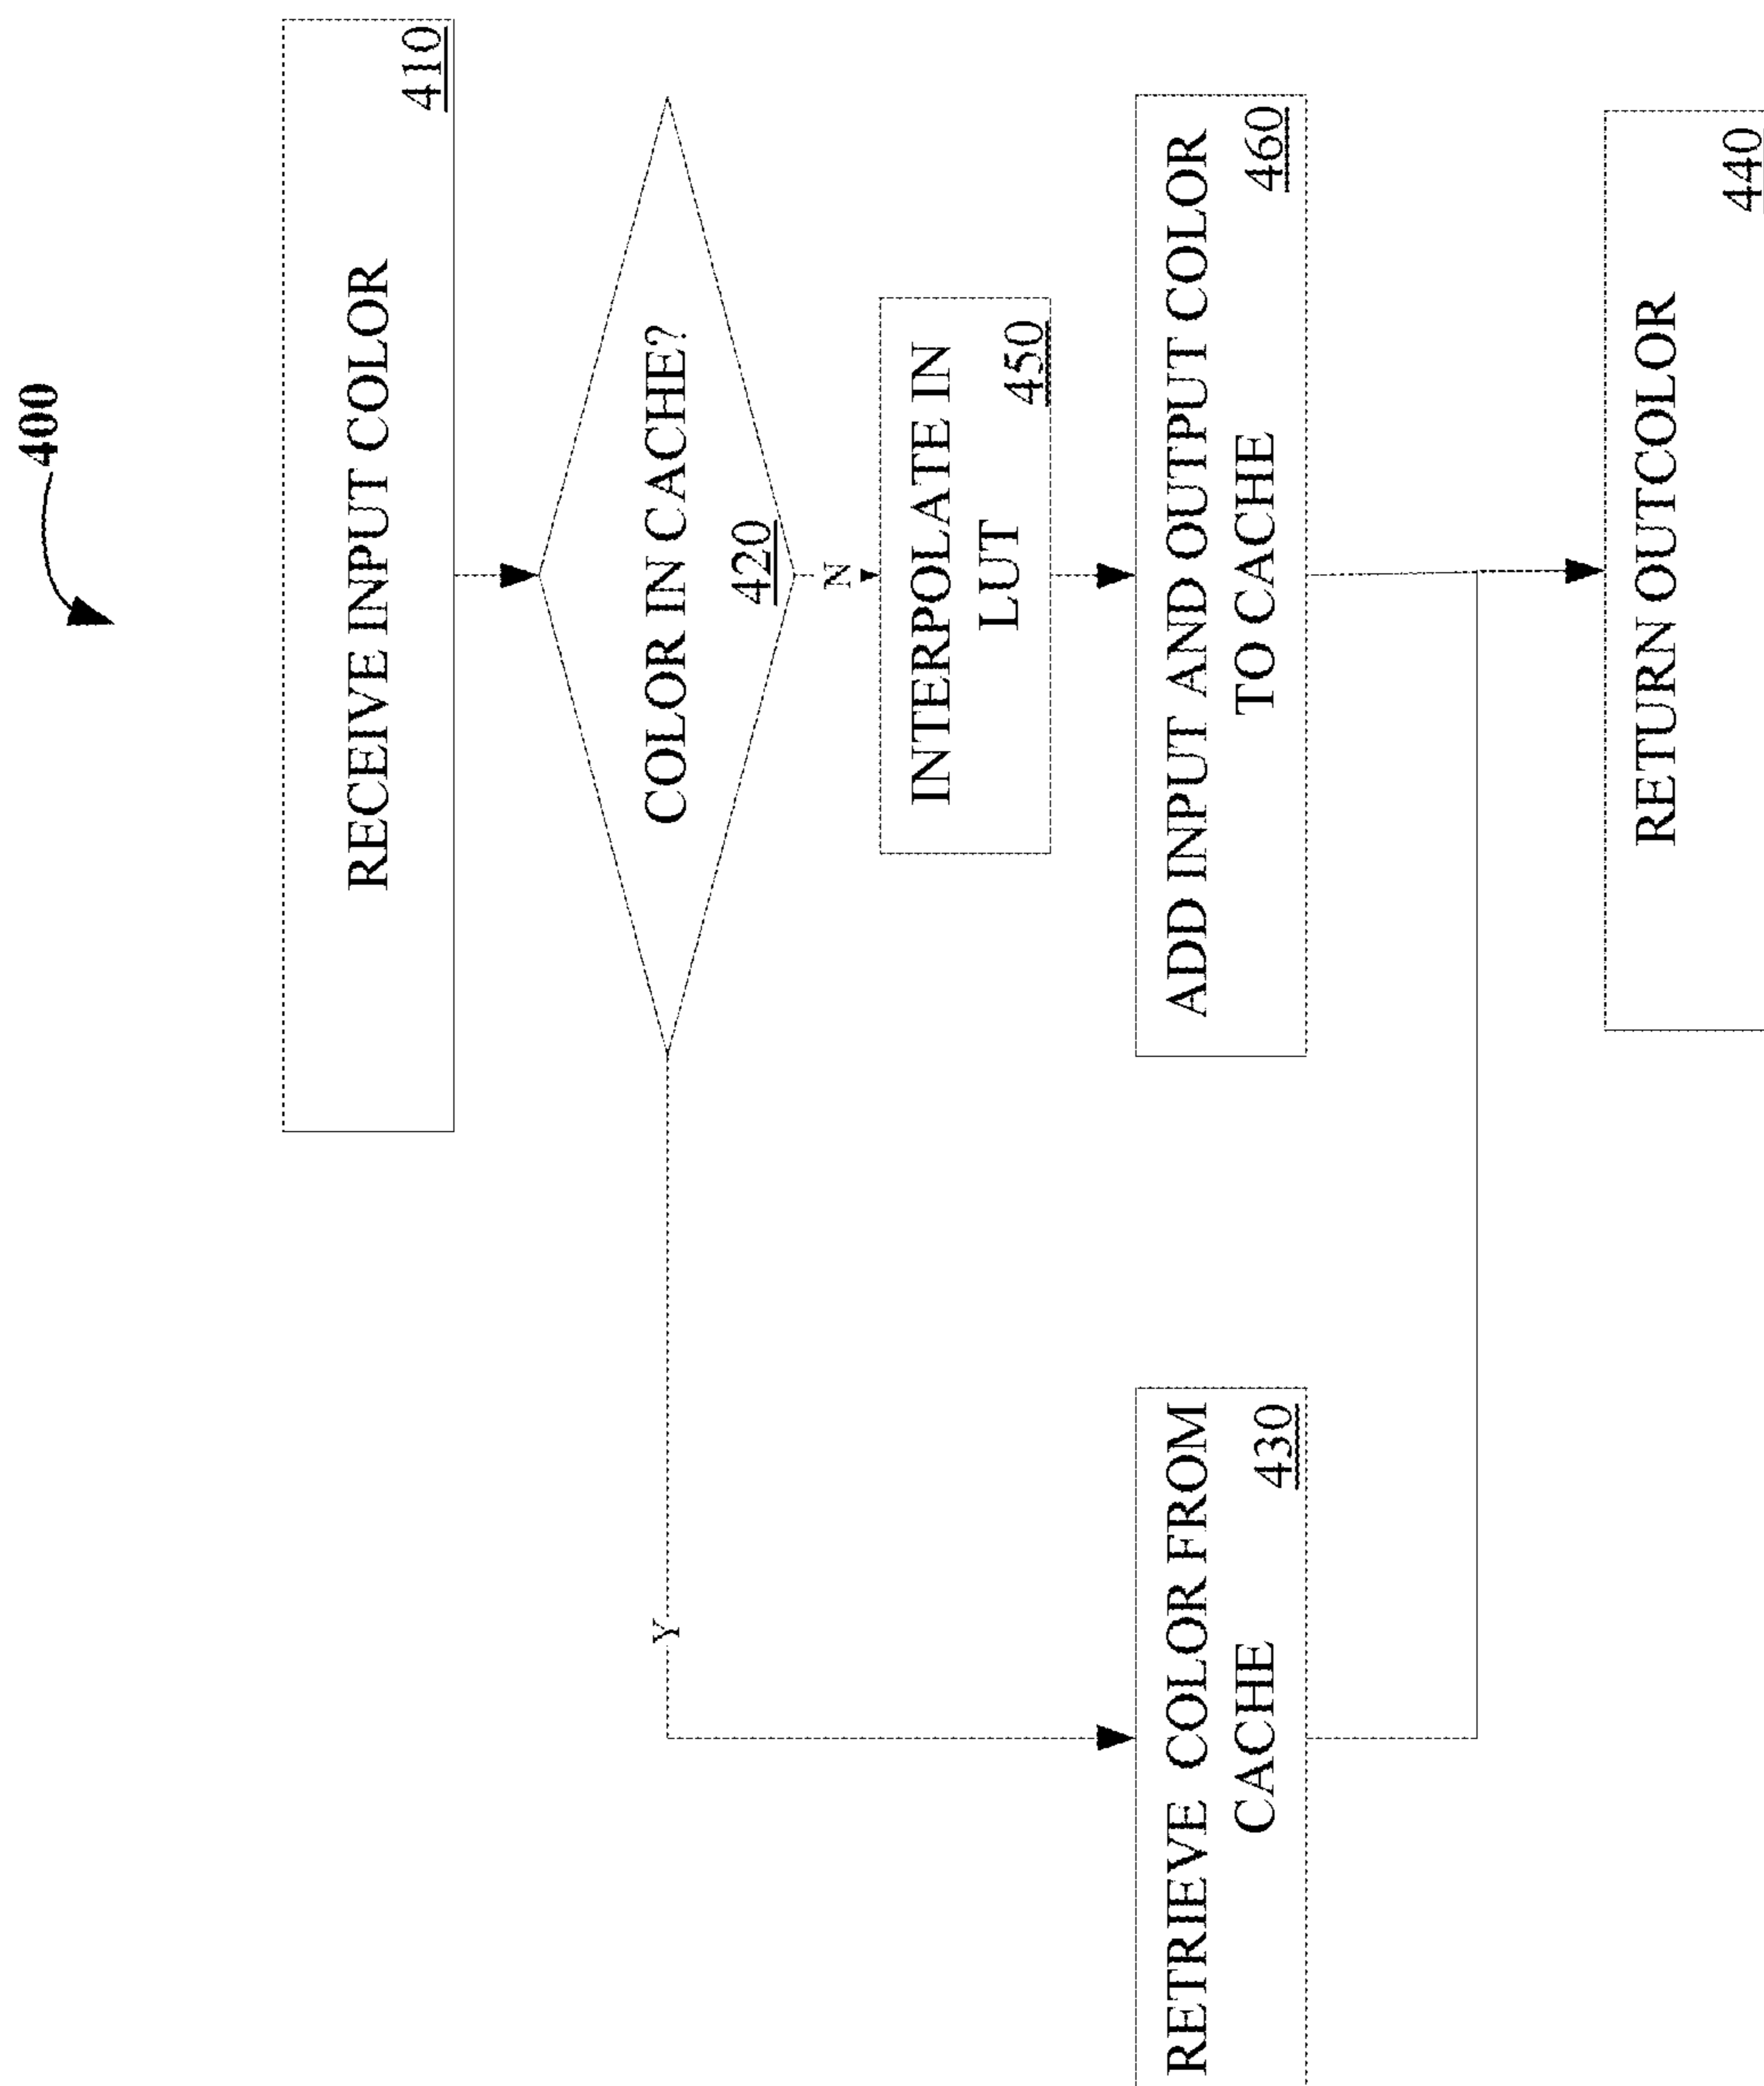 400
RECEIVE INPUT COLOR
410
COLOR IN CACHE?
420
N
Y
INTERPOLATE IN
LUT
450
ADD INPUT AND OUTPUT COLOR
TO CACHE
460
RETRIEVE COLOR FROM
CACHE
430
RETURN OUTCOLOR
440